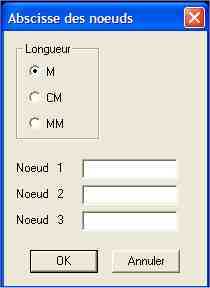 Abscisse des noeuds
Longueur
M
CM
MM
Noeud 1
Noeud 2
Noeud 3
OK Annuler